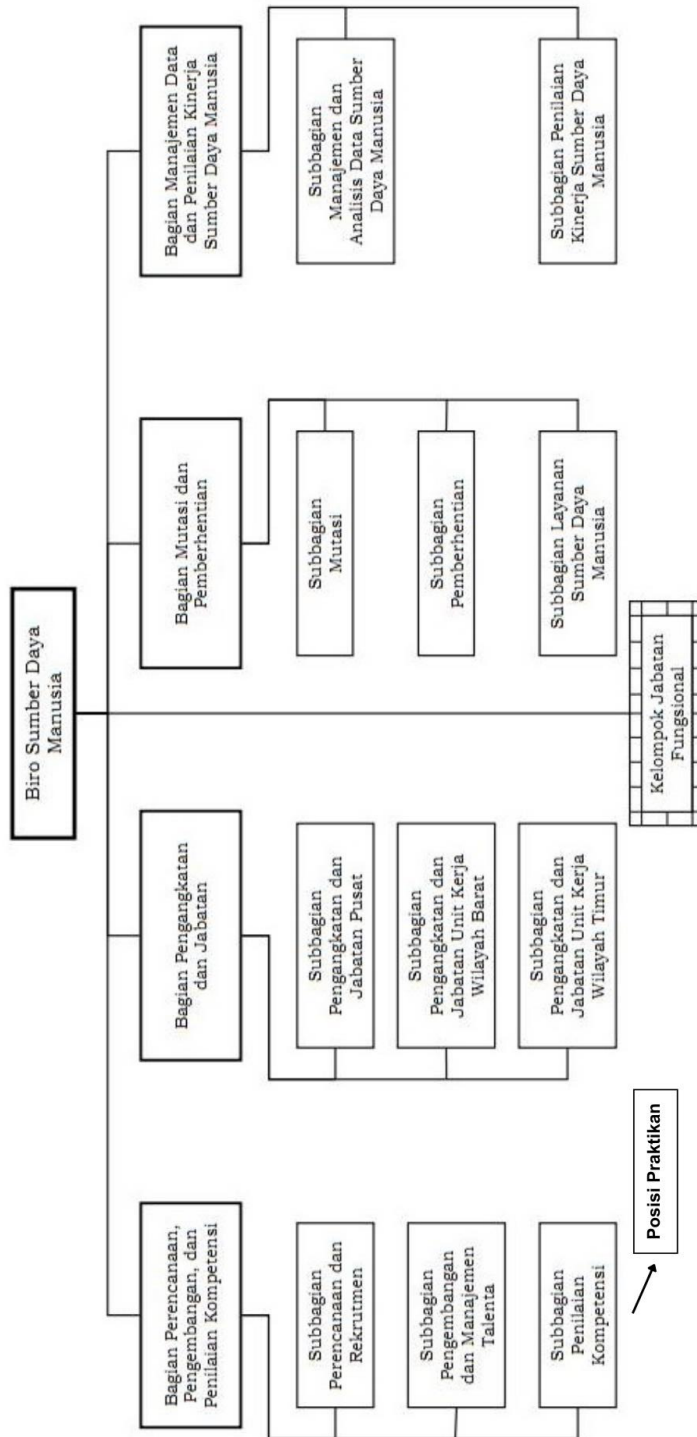 Biro Sumber Daya
Manusia
Bagian Perencanaan,
Pengembangan, dan
Penilaian Kompetensi
Subbagian
Perencanaan dan
Rekrutmen
Subbagian
Pengembangan
dan Manajemen
Talenta
Subbagian
Penilaian
Kompetensi
Posisi Praktikan
Bagian Pengangkatan
dan Jabatan
Subbagian
Pengangkatan dan
Jabatan Pusat
Subbagian
Pengangkatan dan
Jabatan Unit Kerja
Wilayah Barat
Subbagian
Pengangkatan dan
Jabatan Unit Kerja
Wilayah Timur
Bagian Mutasi dan
Pemberhentian
Subbagian
Mutasi
Subbagian
Pemberhentian
Subbagian Layanan
Sumber Daya
Manusia
Bagian Manajemen Data
dan Penilaian Kinerja
Sumber Daya Manusia
Subbagian
Manajemen dan
Analisis Data Sumber
Daya Manusia
Subbagian Penilaian
Kinerja Sumber Daya
Manusia
Kelompok Jabatan
Fungsional